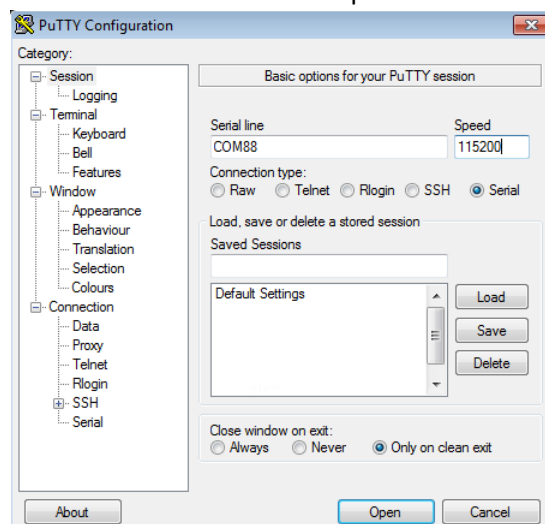 PuTTY Configuration
Category:
Session
Logging
Terminal
Keyboard
Bell
Features
Window
Appearance
Behaviour
Translation
Selection
Colours
Connection
Data
Proxy
Telnet
Rlogin
SSH
Serial
Basic options for your PuTTY session
Serial line Speed
COM88 115200
Connection type:
Raw Telnet Rlogin SSH Serial
Load, save or delete a stored session
Saved Sessions
Default Settings
Load
Save
Delete
Close window on exit:
Always Never Only on clean exit
About Open Cancel